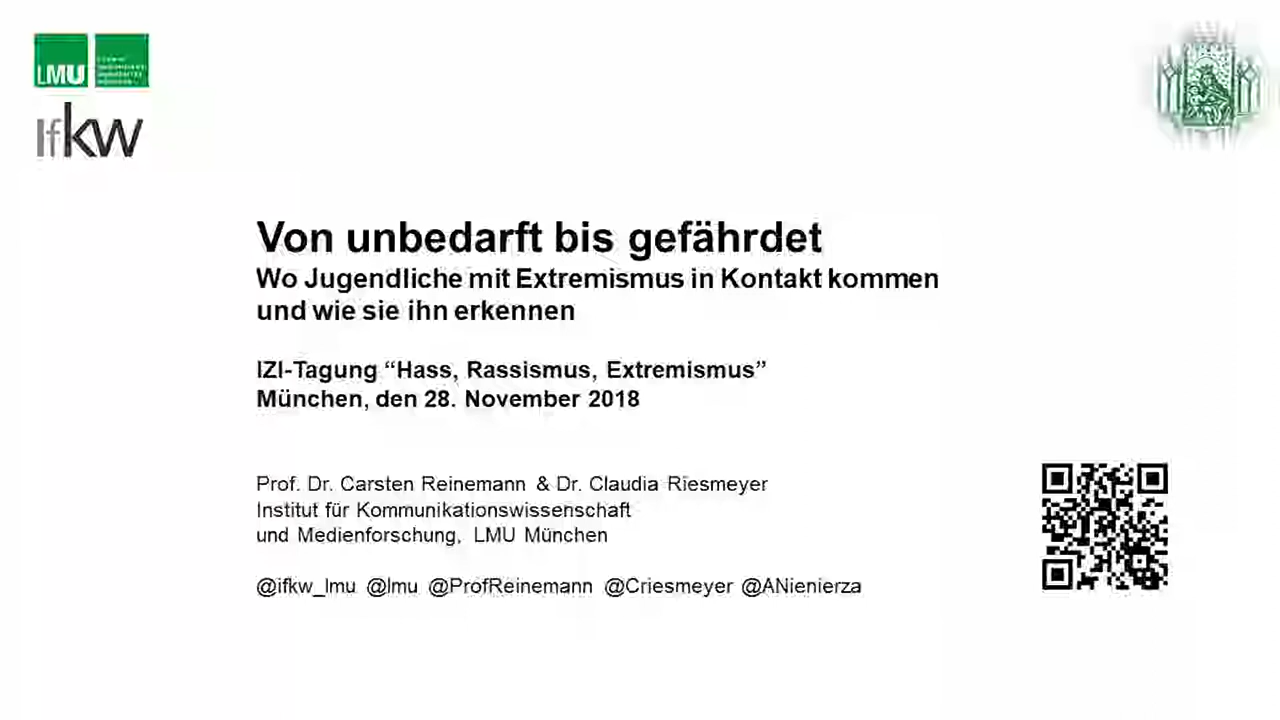 LMU
Ifkw
Von unbedarft bis gefährdet
Wo Jugendliche mit Extremismus in Kontakt kommen
und wie sie ihn erkennen
IZI-Tagung “Hass, Rassismus, Extremismus”
München, den 28. November 2018
Prof. Dr. Carsten Reinemann & Dr. Claudia Riesmeyer
Institut für Kommunikationswissenschaft
und Medienforschung, LMU München
@ifkw_lmu @lmu @ProfReinemann @Criesmeyer @ANienierza